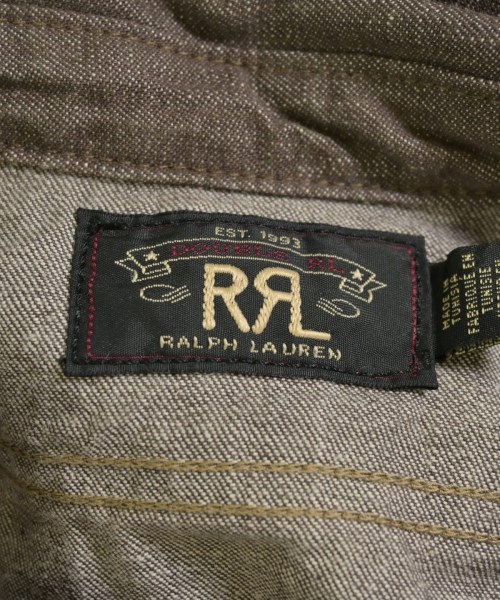 EST. 1993
DOUBLE RL
RRL
RALPH LAUREN
MADE IN
TUNISIA
FABRIQUE EN
TUNISIE